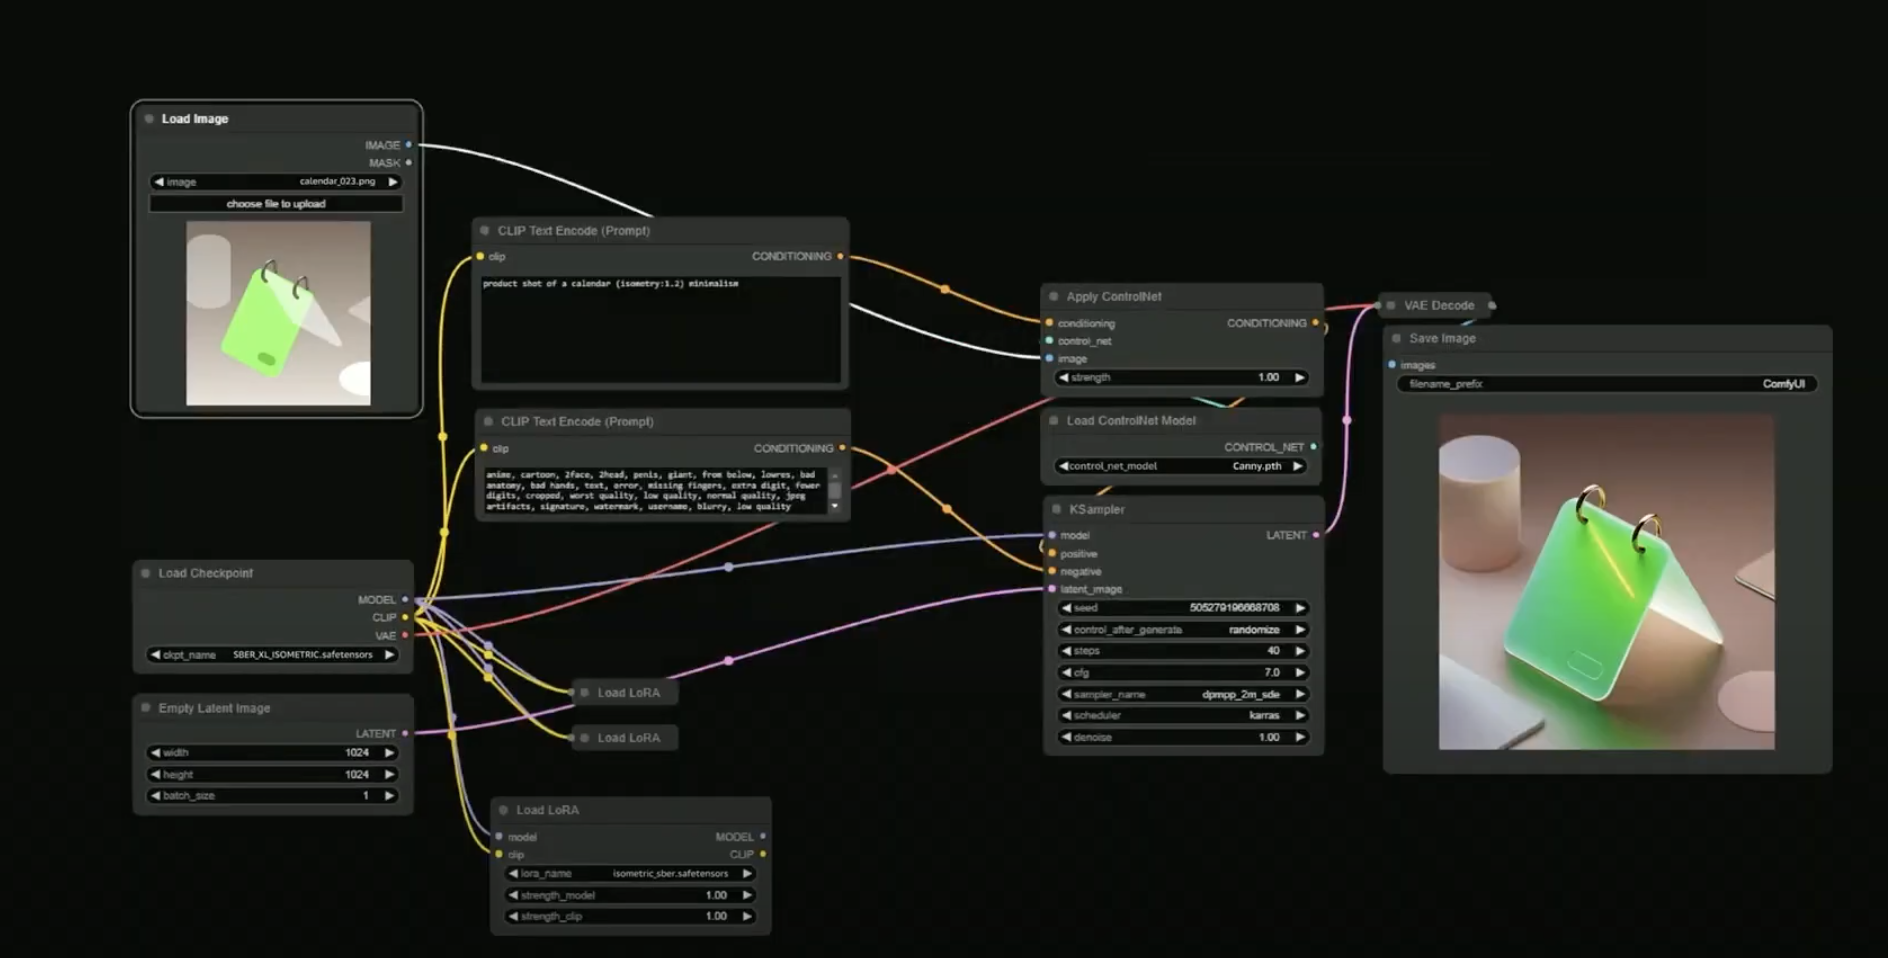 Load Image
IMAGE
MASK
image calendar_023.png
choose file to upload
CLIP Text Encode (Prompt)
clip CONDITIONING
product shot of a calendar (isometry:1.2) minimalism
CLIP Text Encode (Prompt)
clip CONDITIONING
anime, cartoon, 2face, 2head, penis, giant, from below, lowres, bad
anatomy, bad hands, text, error, missing fingers, extra digit, fewer
digits, cropped, worst quality, low quality, normal quality, jpeg
artifacts, signature, watermark, username, blurry, low quality
Load Checkpoint
MODEL
CLIP
VAE
ckpt_name SBER_XL_ISOMETRIC.safetensors
Empty Latent Image
LATENT
width 1024
height 1024
batch_size 1
Load LoRA
Load LoRA
Load LoRA
model MODEL
clip CLIP
lora_name isometric_sber.safetensors
strength_model 1.00
strength_clip 1.00
Apply ControlNet
conditioning CONDITIONING
control_net
image
strength 1.00
Load ControlNet Model
CONTROL_NET
control_net_model Canny.pth
KSampler
model LATENT
positive
negative
latent_image
seed 505279196668708
control_after_generate randomize
steps 40
cfg 7.0
sampler_name dpmpp_2m_sde
scheduler karras
denoise 1.00
VAE Decode
Save Image
images
filename_prefix ComfyUI